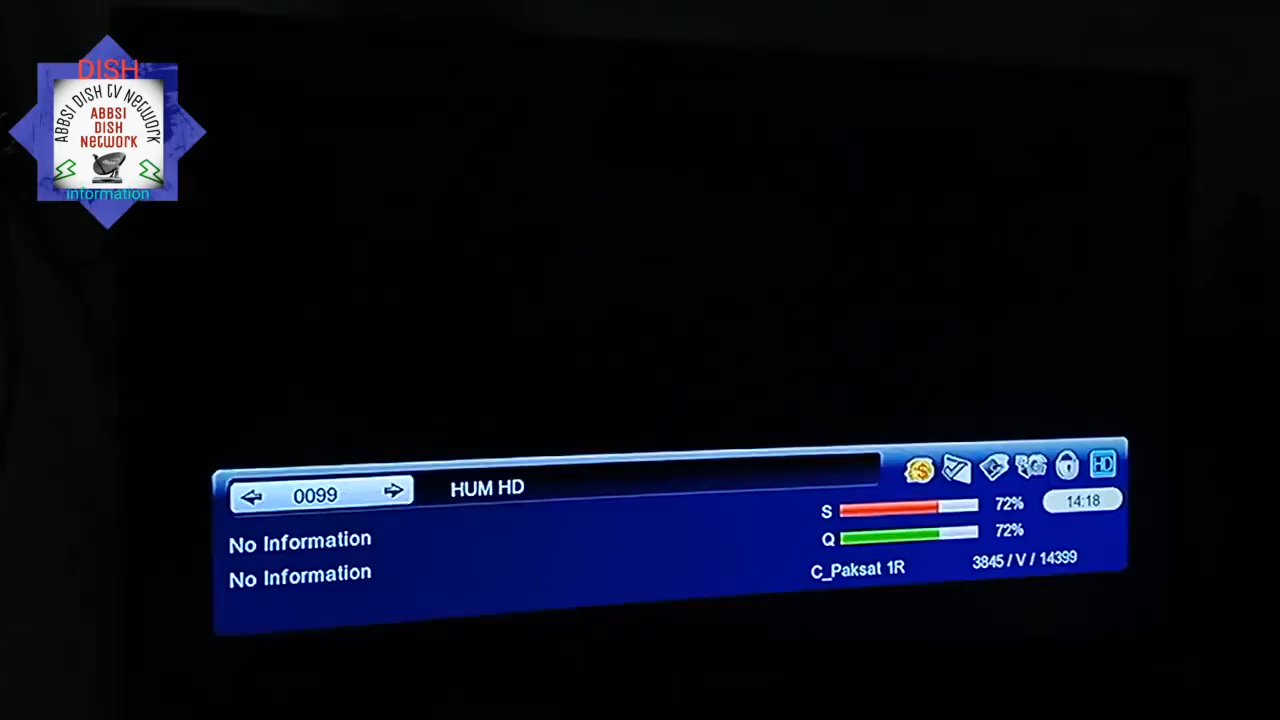 DISH
ABBSI DISH TV NETWORK
ABBSI
DISH
NETWORK
information
0099
HUM HD
HD
S 72% 14:18
No Information
Q 72%
No Information
C_Paksat 1R 3845 / V / 14399